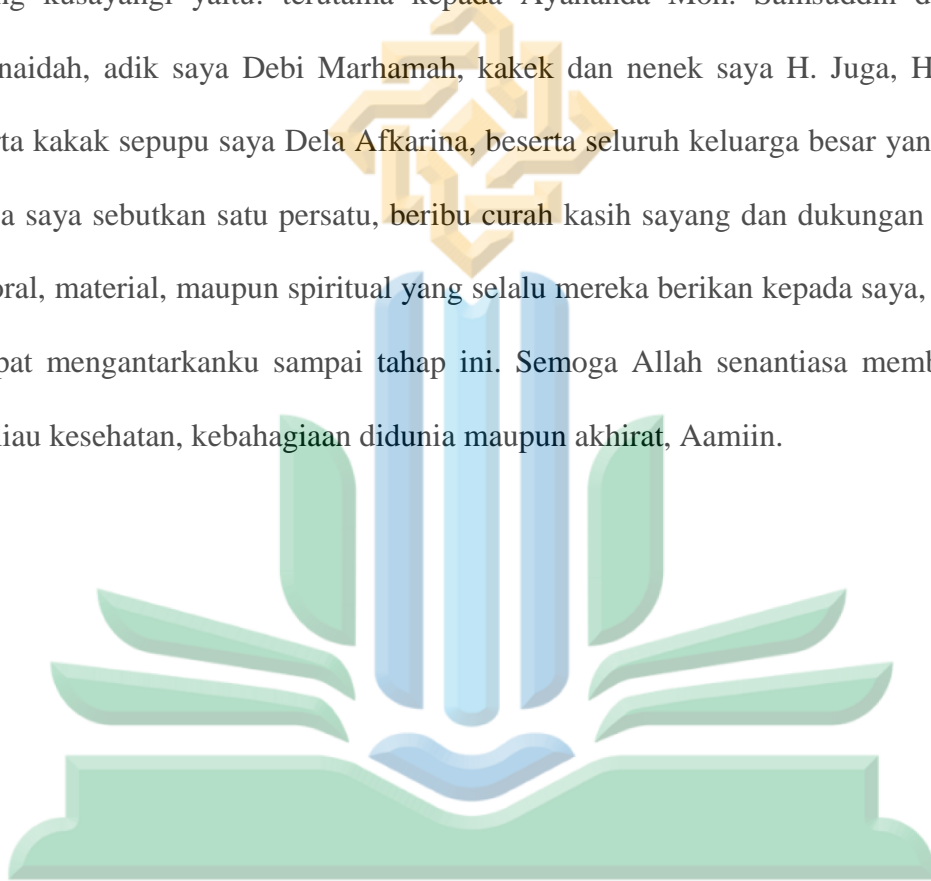 ng kusayangi yaitu: terutama kepada Ayahanda Moh. Samsuddin d
naidah, adik saya Debi Marhamah, kakek dan nenek saya H. Juga, H
rta kakak sepupu saya Dela Afkarina, beserta seluruh keluarga besar yan
a saya sebutkan satu persatu, beribu curah kasih sayang dan dukungan
oral, material, maupun spiritual yang selalu mereka berikan kepada saya,
pat mengantarkanku sampai tahap ini. Semoga Allah senantiasa memb
liau kesehatan, kebahagiaan didunia maupun akhirat, Aamiin.